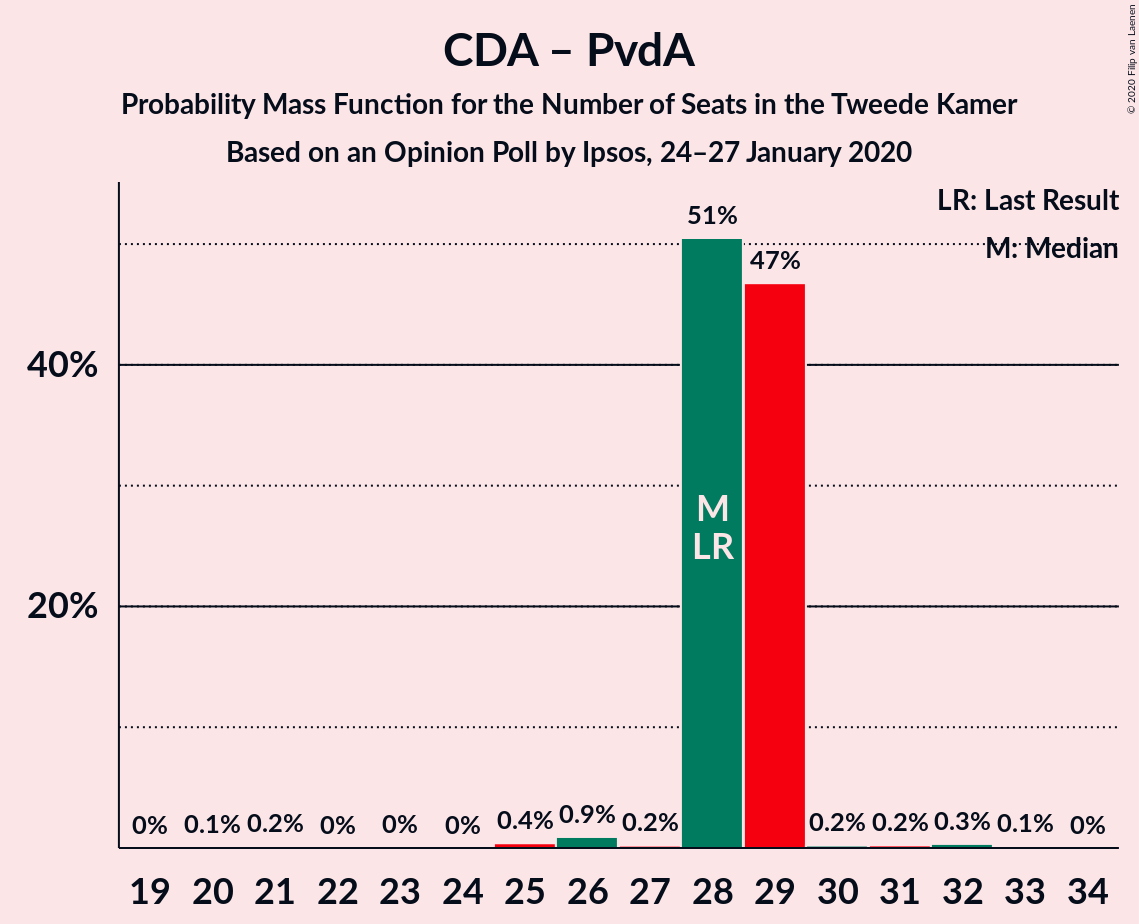 CDA – PvdA
Probability Mass Function for the Number of Seats in the Tweede Kamer
Based on an Opinion Poll by Ipsos, 24–27 January 2020
© 2020 Filip van Laenen
LR: Last Result
M: Median
40%
20%
0%
0.1%
0.2%
0%
0%
0%
0.4%
0.9%
0.2%
51%
47%
0.2%
0.2%
0.3%
0.1%
0%
M
LR
19 20 21 22 23 24 25 26 27 28 29 30 31 32 33 34